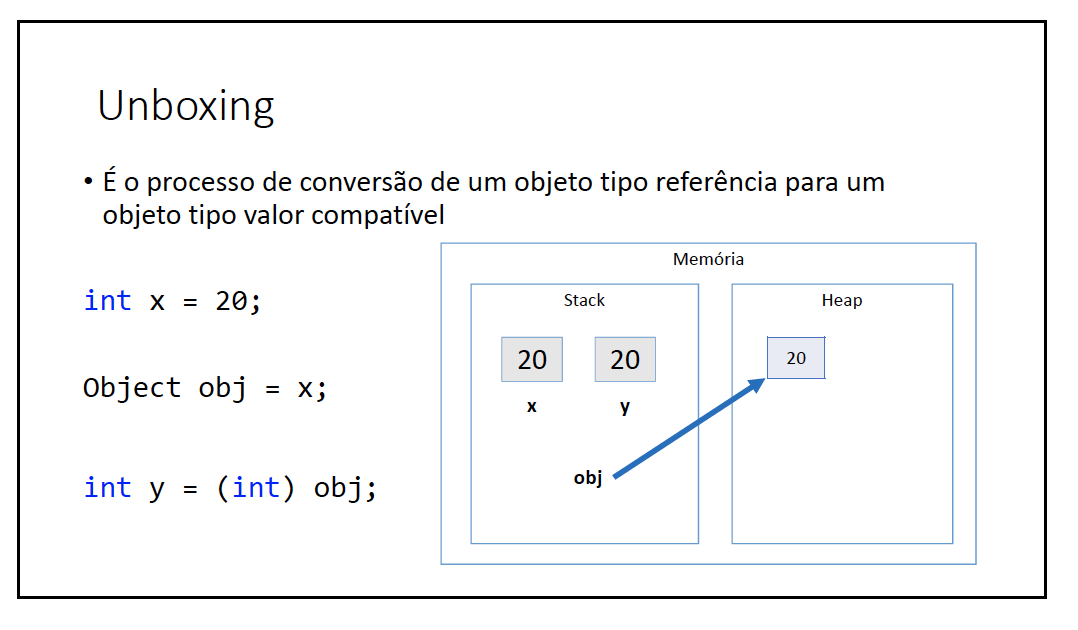 Unboxing
• É o processo de conversão de um objeto tipo referência para um
objeto tipo valor compatível
int x = 20;
Object obj = x;
int y = (int) obj;
Memória
Stack
Heap
20
20
20
x
y
obj